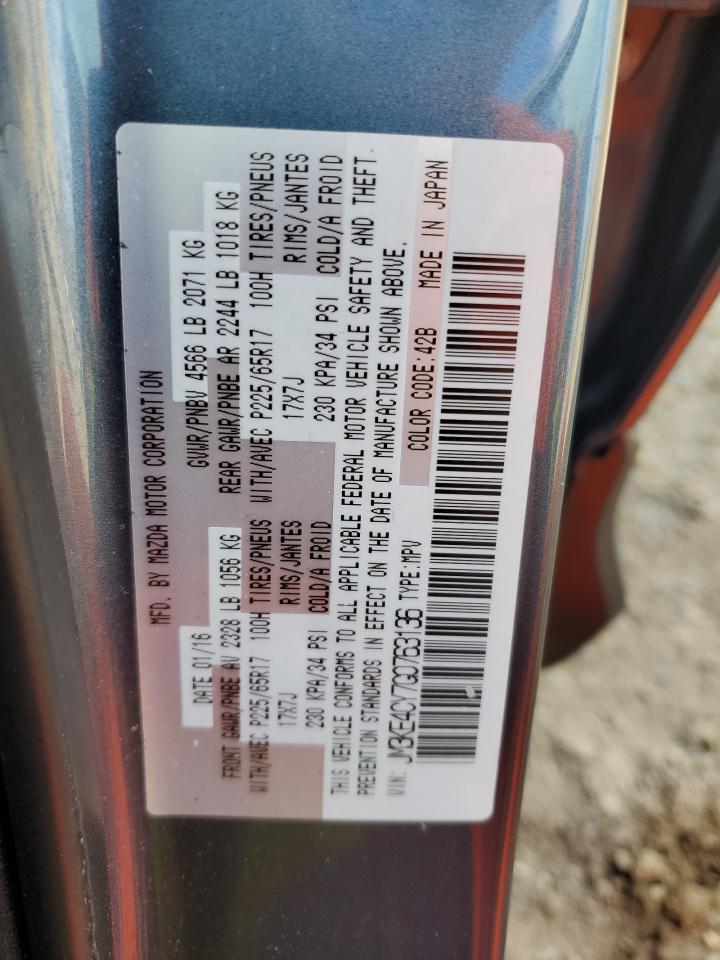 MFD. BY MAZDA MOTOR CORPORATION
DATE 01/16 GVWR/PNBV 4566 LB 2071 KG
FRONT GAWR/PNBE AV 2328 LB 1056 KG REAR GAWR/PNBE AR 2244 LB 1018 KG
WITH/AVEC P225/65R17 100H TIRES/PNEUS WITH/AVEC P225/65R17 100H TIRES/PNEUS
17X7J RIMS/JANTES 17X7J RIMS/JANTES
230 KPA/34 PSI COLD/A FROID 230 KPA/34 PSI COLD/A FROID
THIS VEHICLE CONFORMS TO ALL APPLICABLE FEDERAL MOTOR VEHICLE SAFETY AND THEFT
PREVENTION STANDARDS IN EFFECT ON THE DATE OF MANUFACTURE SHOWN ABOVE.
VIN: JM3KE4CY7G0763136 TYPE:MPV COLOR CODE:42B MADE IN JAPAN